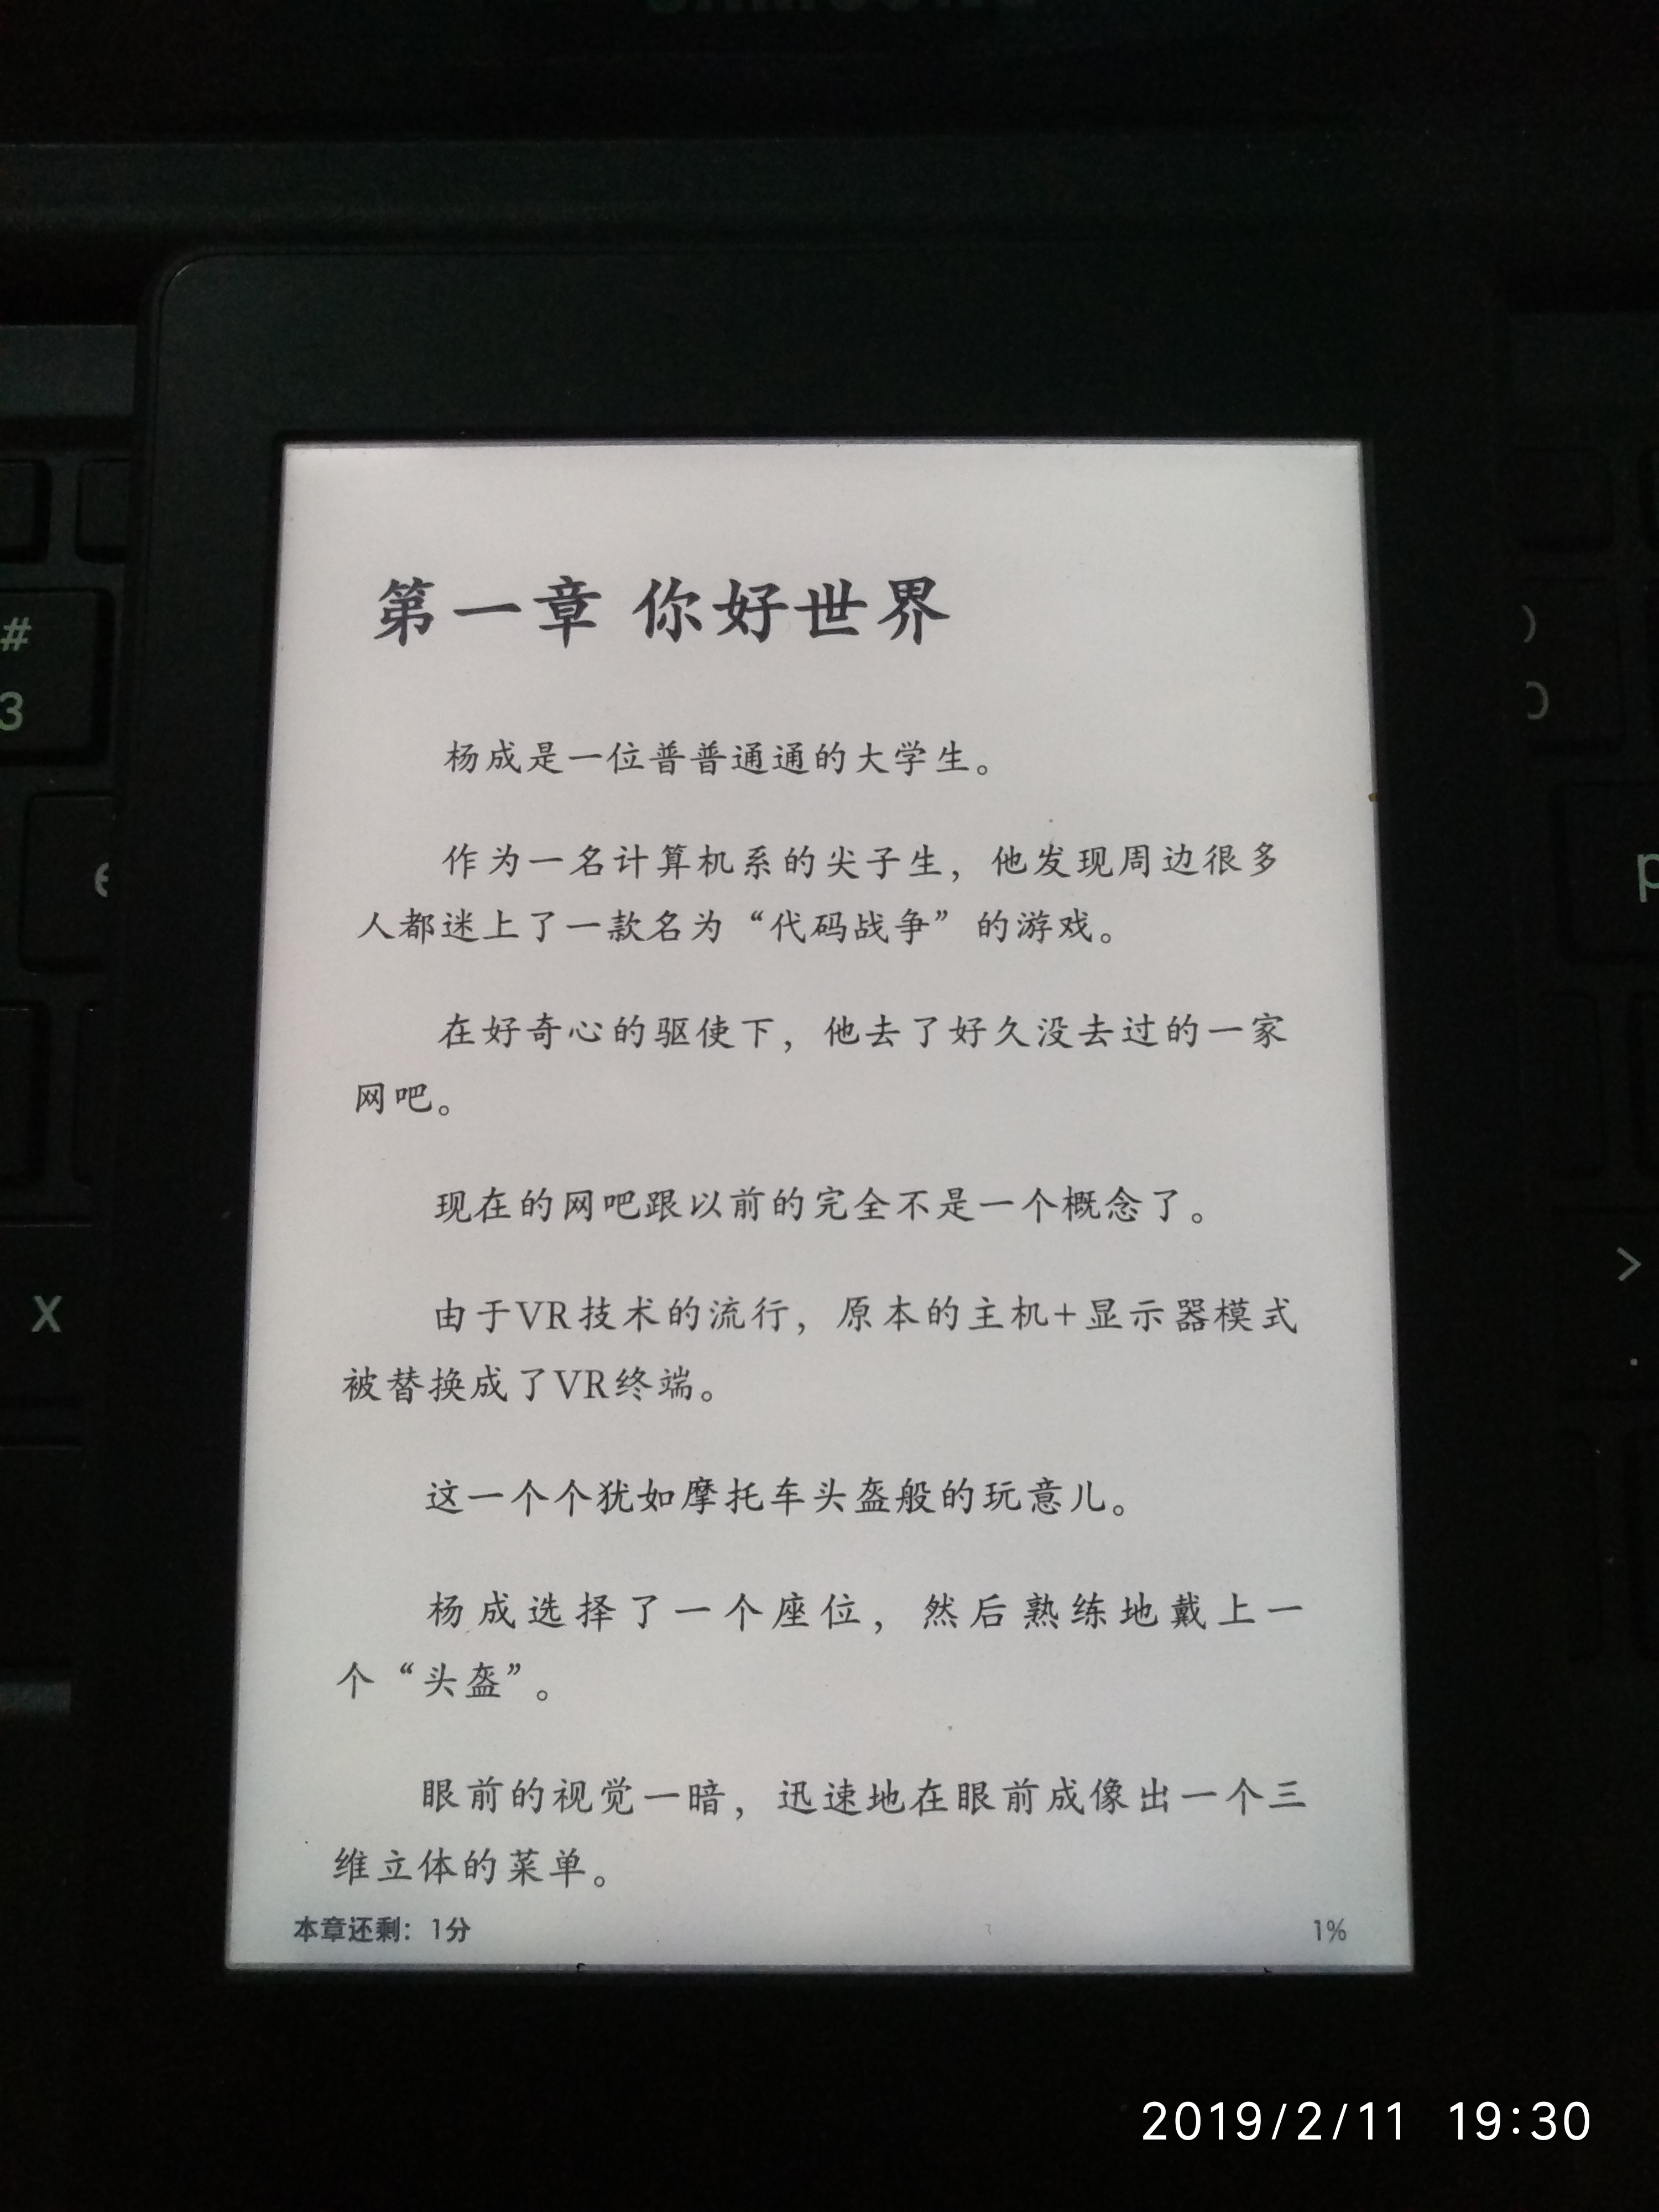 #
3
e
x
)
0
p
>
.
第一章 你好世界
杨成是一位普普通通的大学生。
作为一名计算机系的尖子生，他发现周边很多
人都迷上了一款名为“代码战争”的游戏。
在好奇心的驱使下，他去了好久没去过的一家
网吧。
现在的网吧跟以前的完全不是一个概念了。
由于VR技术的流行，原本的主机+显示器模式
被替换成了VR终端。
这一个个犹如摩托车头盔般的玩意儿。
杨成选择了一个座位，然后熟练地戴上一
个“头盔”。
眼前的视觉一暗，迅速地在眼前成像出一个三
维立体的菜单。
本章还剩：1分
1%
2019/2/11 19:30